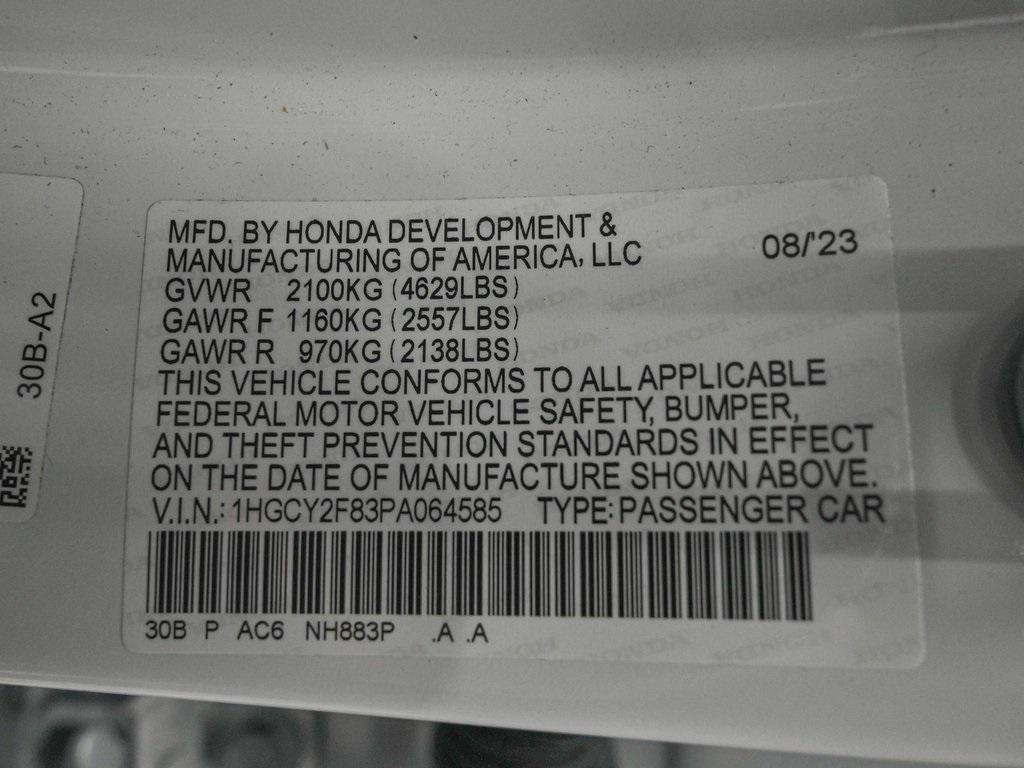 30B-A2
MFD. BY HONDA DEVELOPMENT &
MANUFACTURING OF AMERICA, LLC
08/'23
GVWR 2100KG (4629LBS)
GAWR F 1160KG (2557LBS)
GAWR R 970KG (2138LBS)
THIS VEHICLE CONFORMS TO ALL APPLICABLE
FEDERAL MOTOR VEHICLE SAFETY, BUMPER,
AND THEFT PREVENTION STANDARDS IN EFFECT
ON THE DATE OF MANUFACTURE SHOWN ABOVE.
V.I.N.: 1HGCY2F83PA064585 TYPE: PASSENGER CAR
30B P AC6 NH883P .A .A